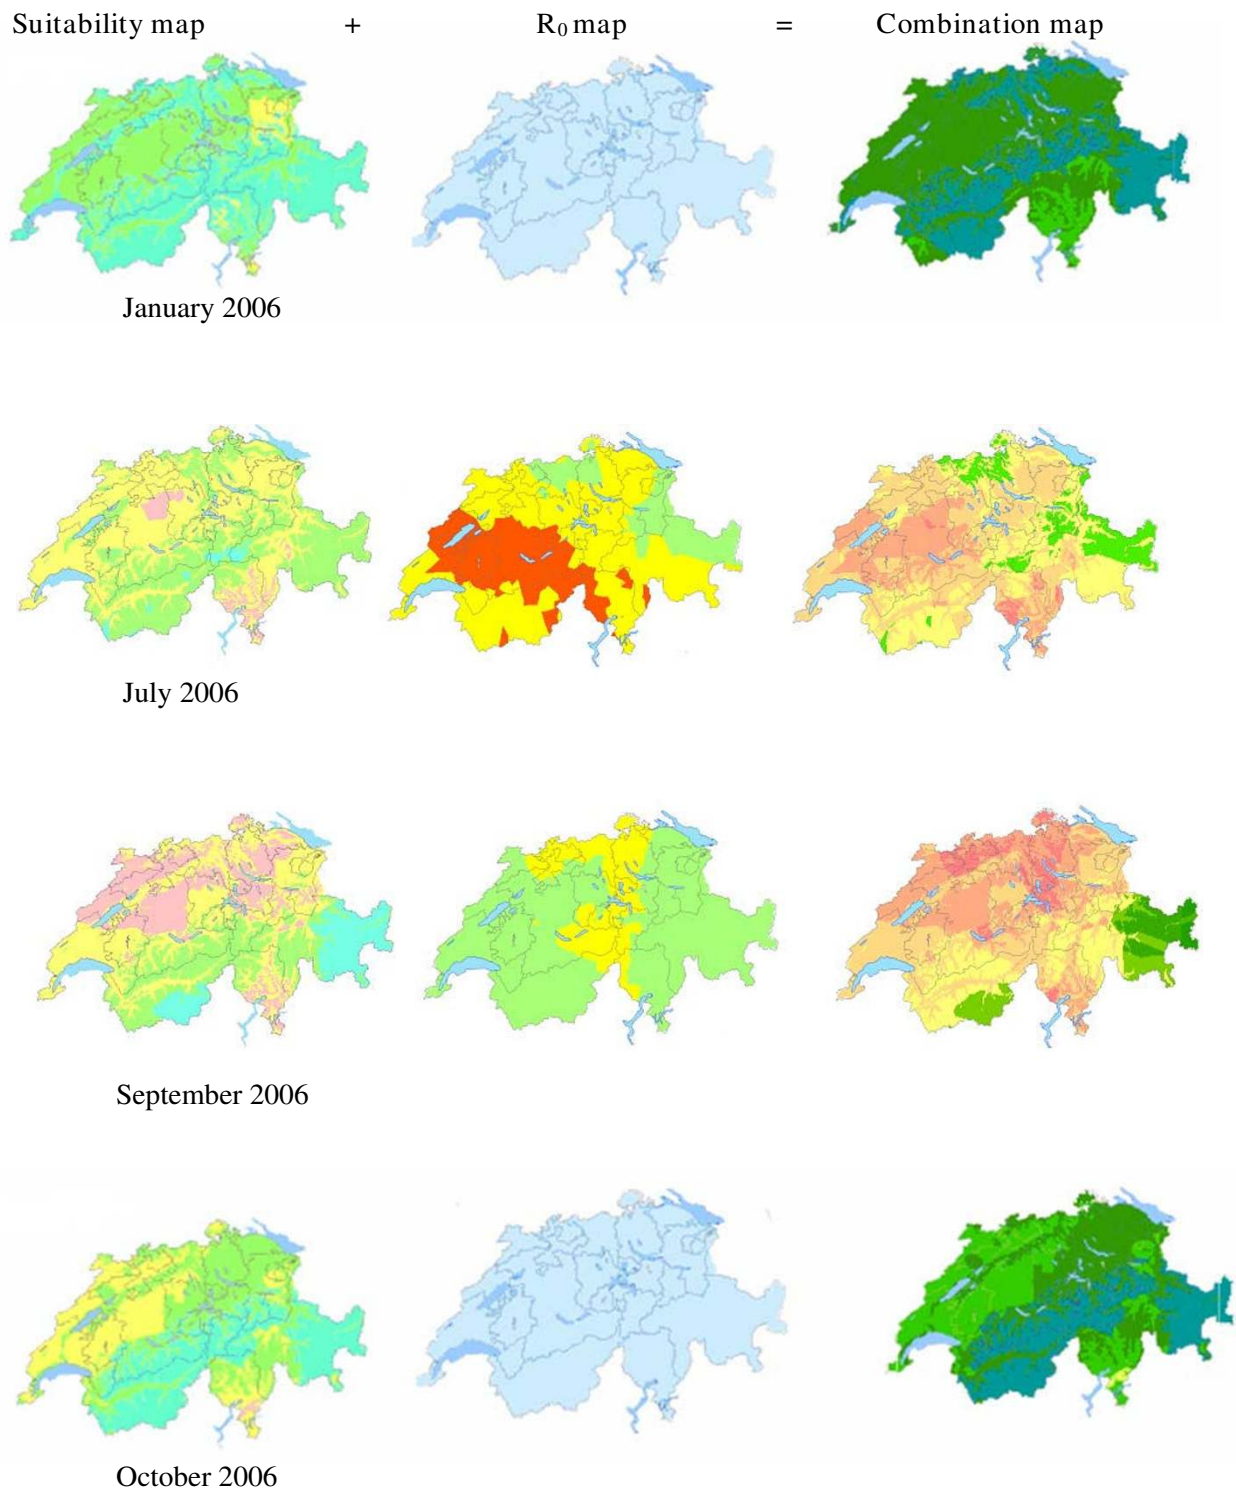 Suitability map + R₀ map = Combination map
January 2006
July 2006
September 2006
October 2006